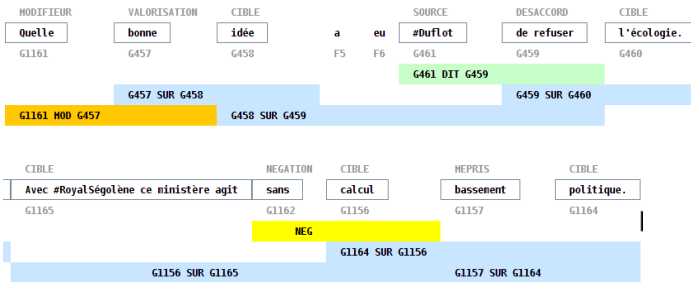 MODIFIEUR VALORISATION CIBLE SOURCE DESACCORD CIBLE
Quelle bonne idée a eu #Duflot de refuser l'écologie.
G1161 G457 G458 F5 F6 G461 G459 G460
G461 DIT G459
G457 SUR G458 G459 SUR G460
G1161 MOD G457 G458 SUR G459
CIBLE NEGATION CIBLE MEPRIS CIBLE
Avec #RoyalSégolène ce ministère agit sans calcul bassement politique.
G1165 G1162 G1156 G1157 G1164
NEG
G1164 SUR G1156
G1156 SUR G1165 G1157 SUR G1164